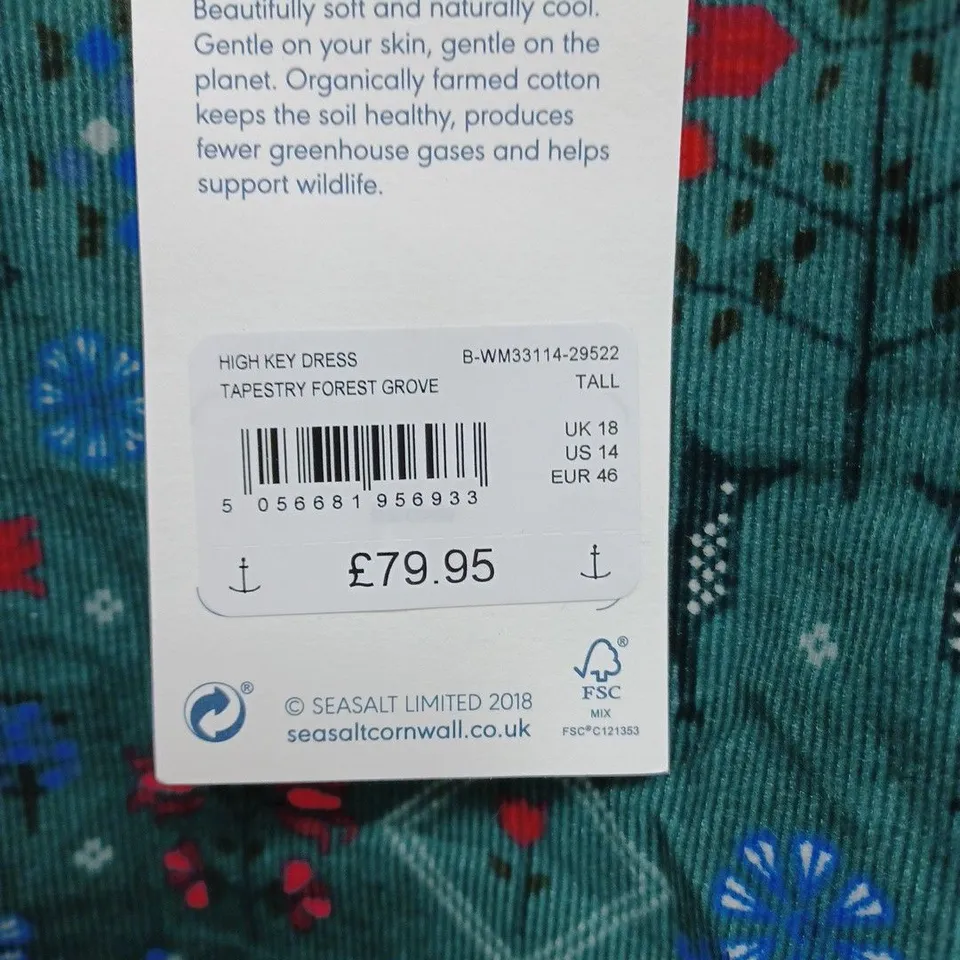 Beautifully soft and naturally cool.
Gentle on your skin, gentle on the
planet. Organically farmed cotton
keeps the soil healthy, produces
fewer greenhouse gases and helps
support wildlife.
HIGH KEY DRESS B-WM33114-29522
TAPESTRY FOREST GROVE TALL
UK 18
US 14
EUR 46
5 056681 956933
£79.95
® © SEASALT LIMITED 2018
seasaltcornwall.co.uk
®
FSC
MIX
FSC®C121353